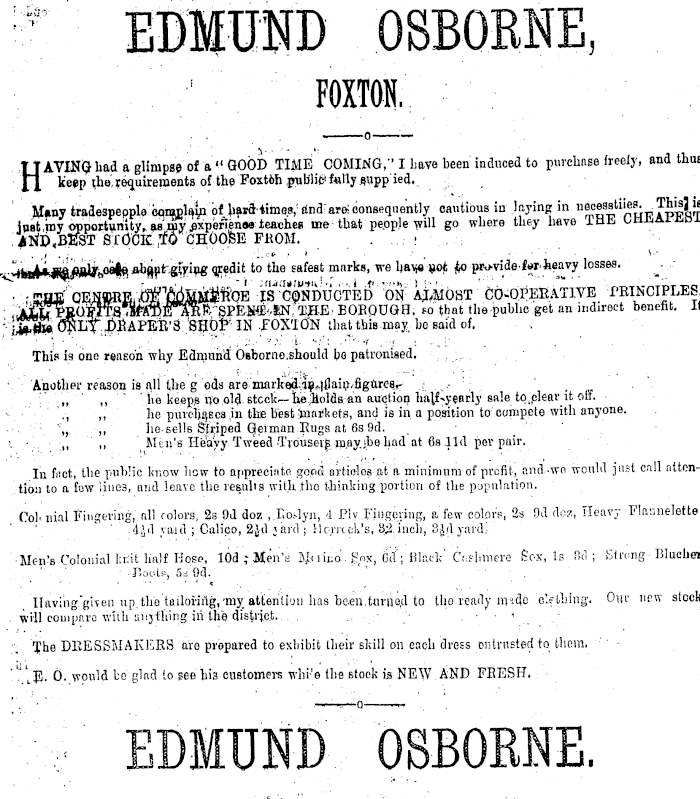 EDMUND OSBORNE,
FOXTON.
HAVING had a glimpse of a "GOOD TIME COMING," I have been induced to purchase freely, and thus
keep the requirements of the Foxton public fully supp ied.
Many tradespeople complain of hard times, and are consequently cautious in laying in necesstiies. This is
just my opportunity, as my experience teaches me that people will go where they have THE CHEAPEST
AND BEST STOCK TO CHOOSE FROM.
As we only care about giving credit to the safest marks, we have not to provide for heavy losses.
THE CENTRE OF COMMERCE IS CONDUCTED ON ALMOST CO-OPERATIVE PRINCIPLES
ALL PROFITS MADE ARE SPENT IN THE BOROUGH, so that the public get an indirect benefit. It
is the ONLY DRAPER'S SHOP IN FOXTON that this may be said of.
This is one reason why Edmund Osborne should be patronised.
Another reason is all the g ods are marked in plain figures.
" " he keeps no old stock—he holds an auction half-yearly sale to clear it off.
" " he purchases in the best markets, and is in a position to compete with anyone.
" " he sells Striped German Rugs at 6s 9d.
" " Men's Heavy Tweed Trousers may be had at 6s 11d per pair.
In fact, the public know how to appreciate good articles at a minimum of profit, and we would just call atten-
tion to a few lines, and leave the results with the thinking portion of the population.
Colonial Fingering, all colors, 2s 9d doz, Roslyn, 4 Ply Fingering, a few colors, 2s 9d doz, Heavy Flannelette
4½d yard; Calico, 2½d yard; Horrock's, 32 inch, 3½d yard.
Men's Colonial knit half Hose, 10d; Men's Merino Sox, 6d; Black Cashmere Sox, 1s 3d; Strong Blucher
Boots, 5s 9d.
Having given up the tailoring, my attention has been turned to the ready made clothing. Our new stock
will compare with anything in the district.
The DRESSMAKERS are prepared to exhibit their skill on each dress entrusted to them.
E. O. would be glad to see his customers while the stock is NEW AND FRESH.
EDMUND OSBORNE.